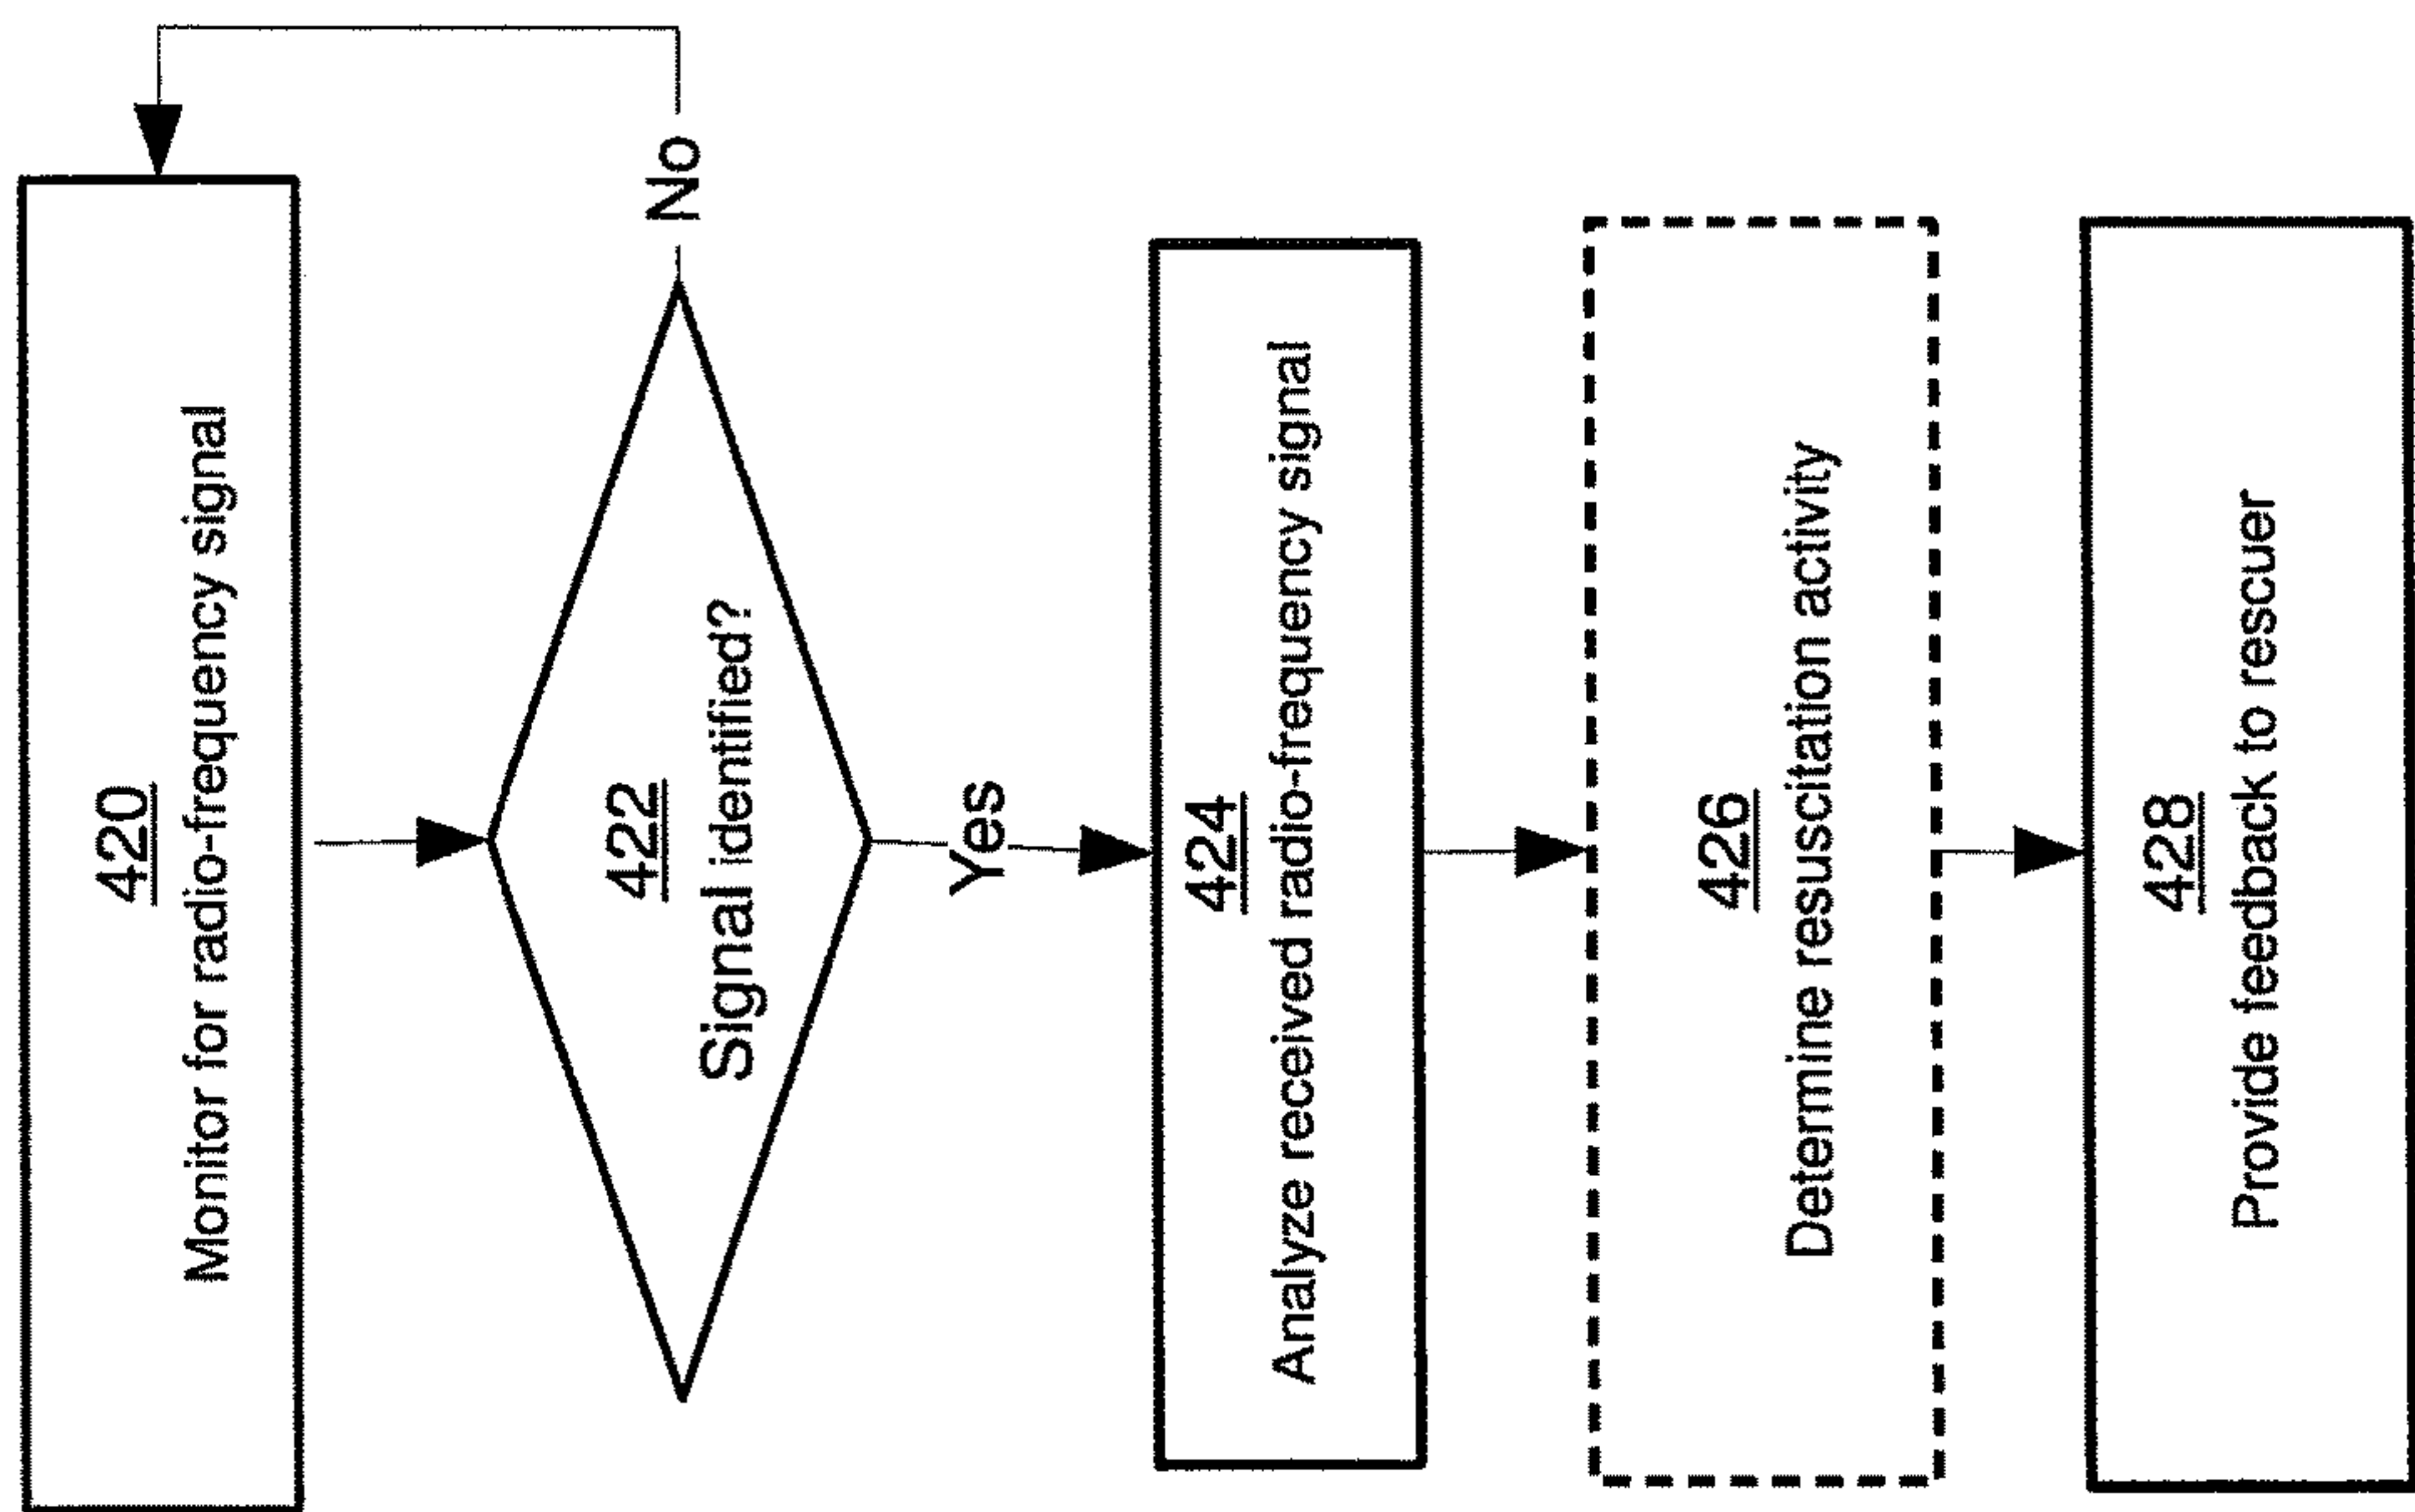 420
Monitor for radio-frequency signal
422
Signal identified?
No
Yes
424
Analyze received radio-frequency signal
426
Determine resuscitation activity
428
Provide feedback to rescuer